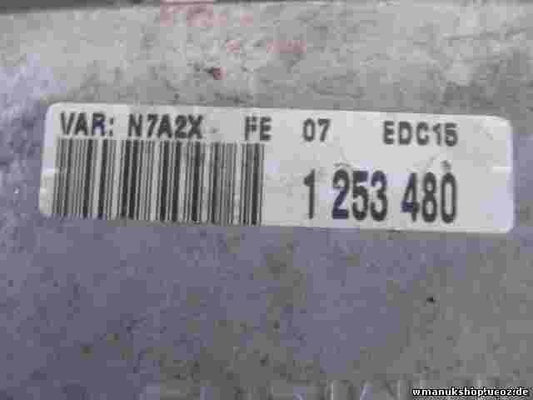 VAR: N7A2X FE 07 EDC15
1 253 480
wmanukshop.ucoz.de